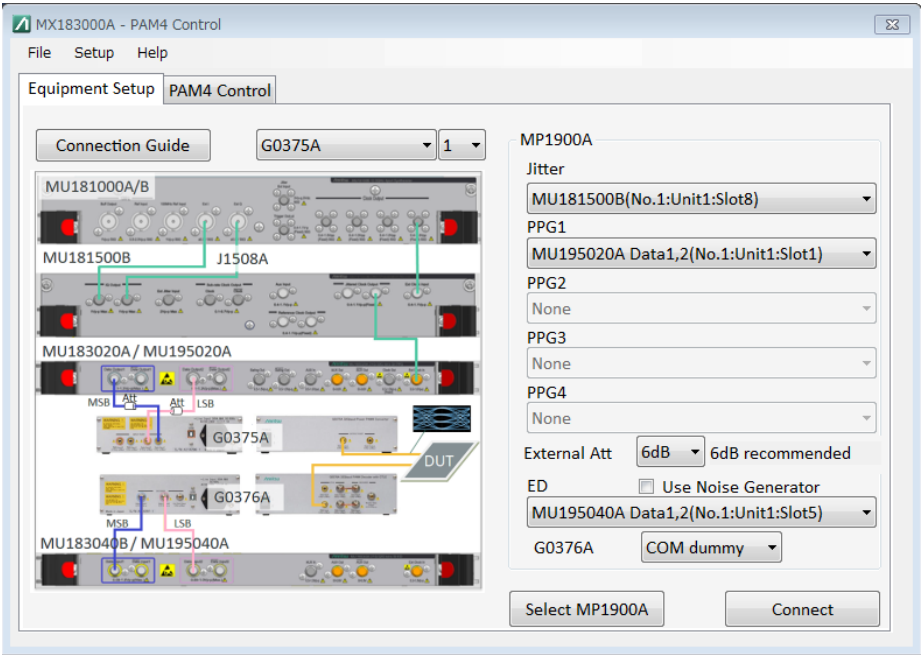 MX183000A - PAM4 Control
File Setup Help
Equipment Setup PAM4 Control
Connection Guide G0375A 1
MU181000A/B
MU181500B J1508A
MU183020A / MU195020A
MSB Att Att LSB
G0375A
DUT
G0376A
MSB LSB
MU183040B / MU195040A
MP1900A
Jitter
MU181500B(No.1:Unit1:Slot8)
PPG1
MU195020A Data1,2(No.1:Unit1:Slot1)
PPG2
None
PPG3
None
PPG4
None
External Att 6dB 6dB recommended
ED Use Noise Generator
MU195040A Data1,2(No.1:Unit1:Slot5)
G0376A COM dummy
Select MP1900A Connect